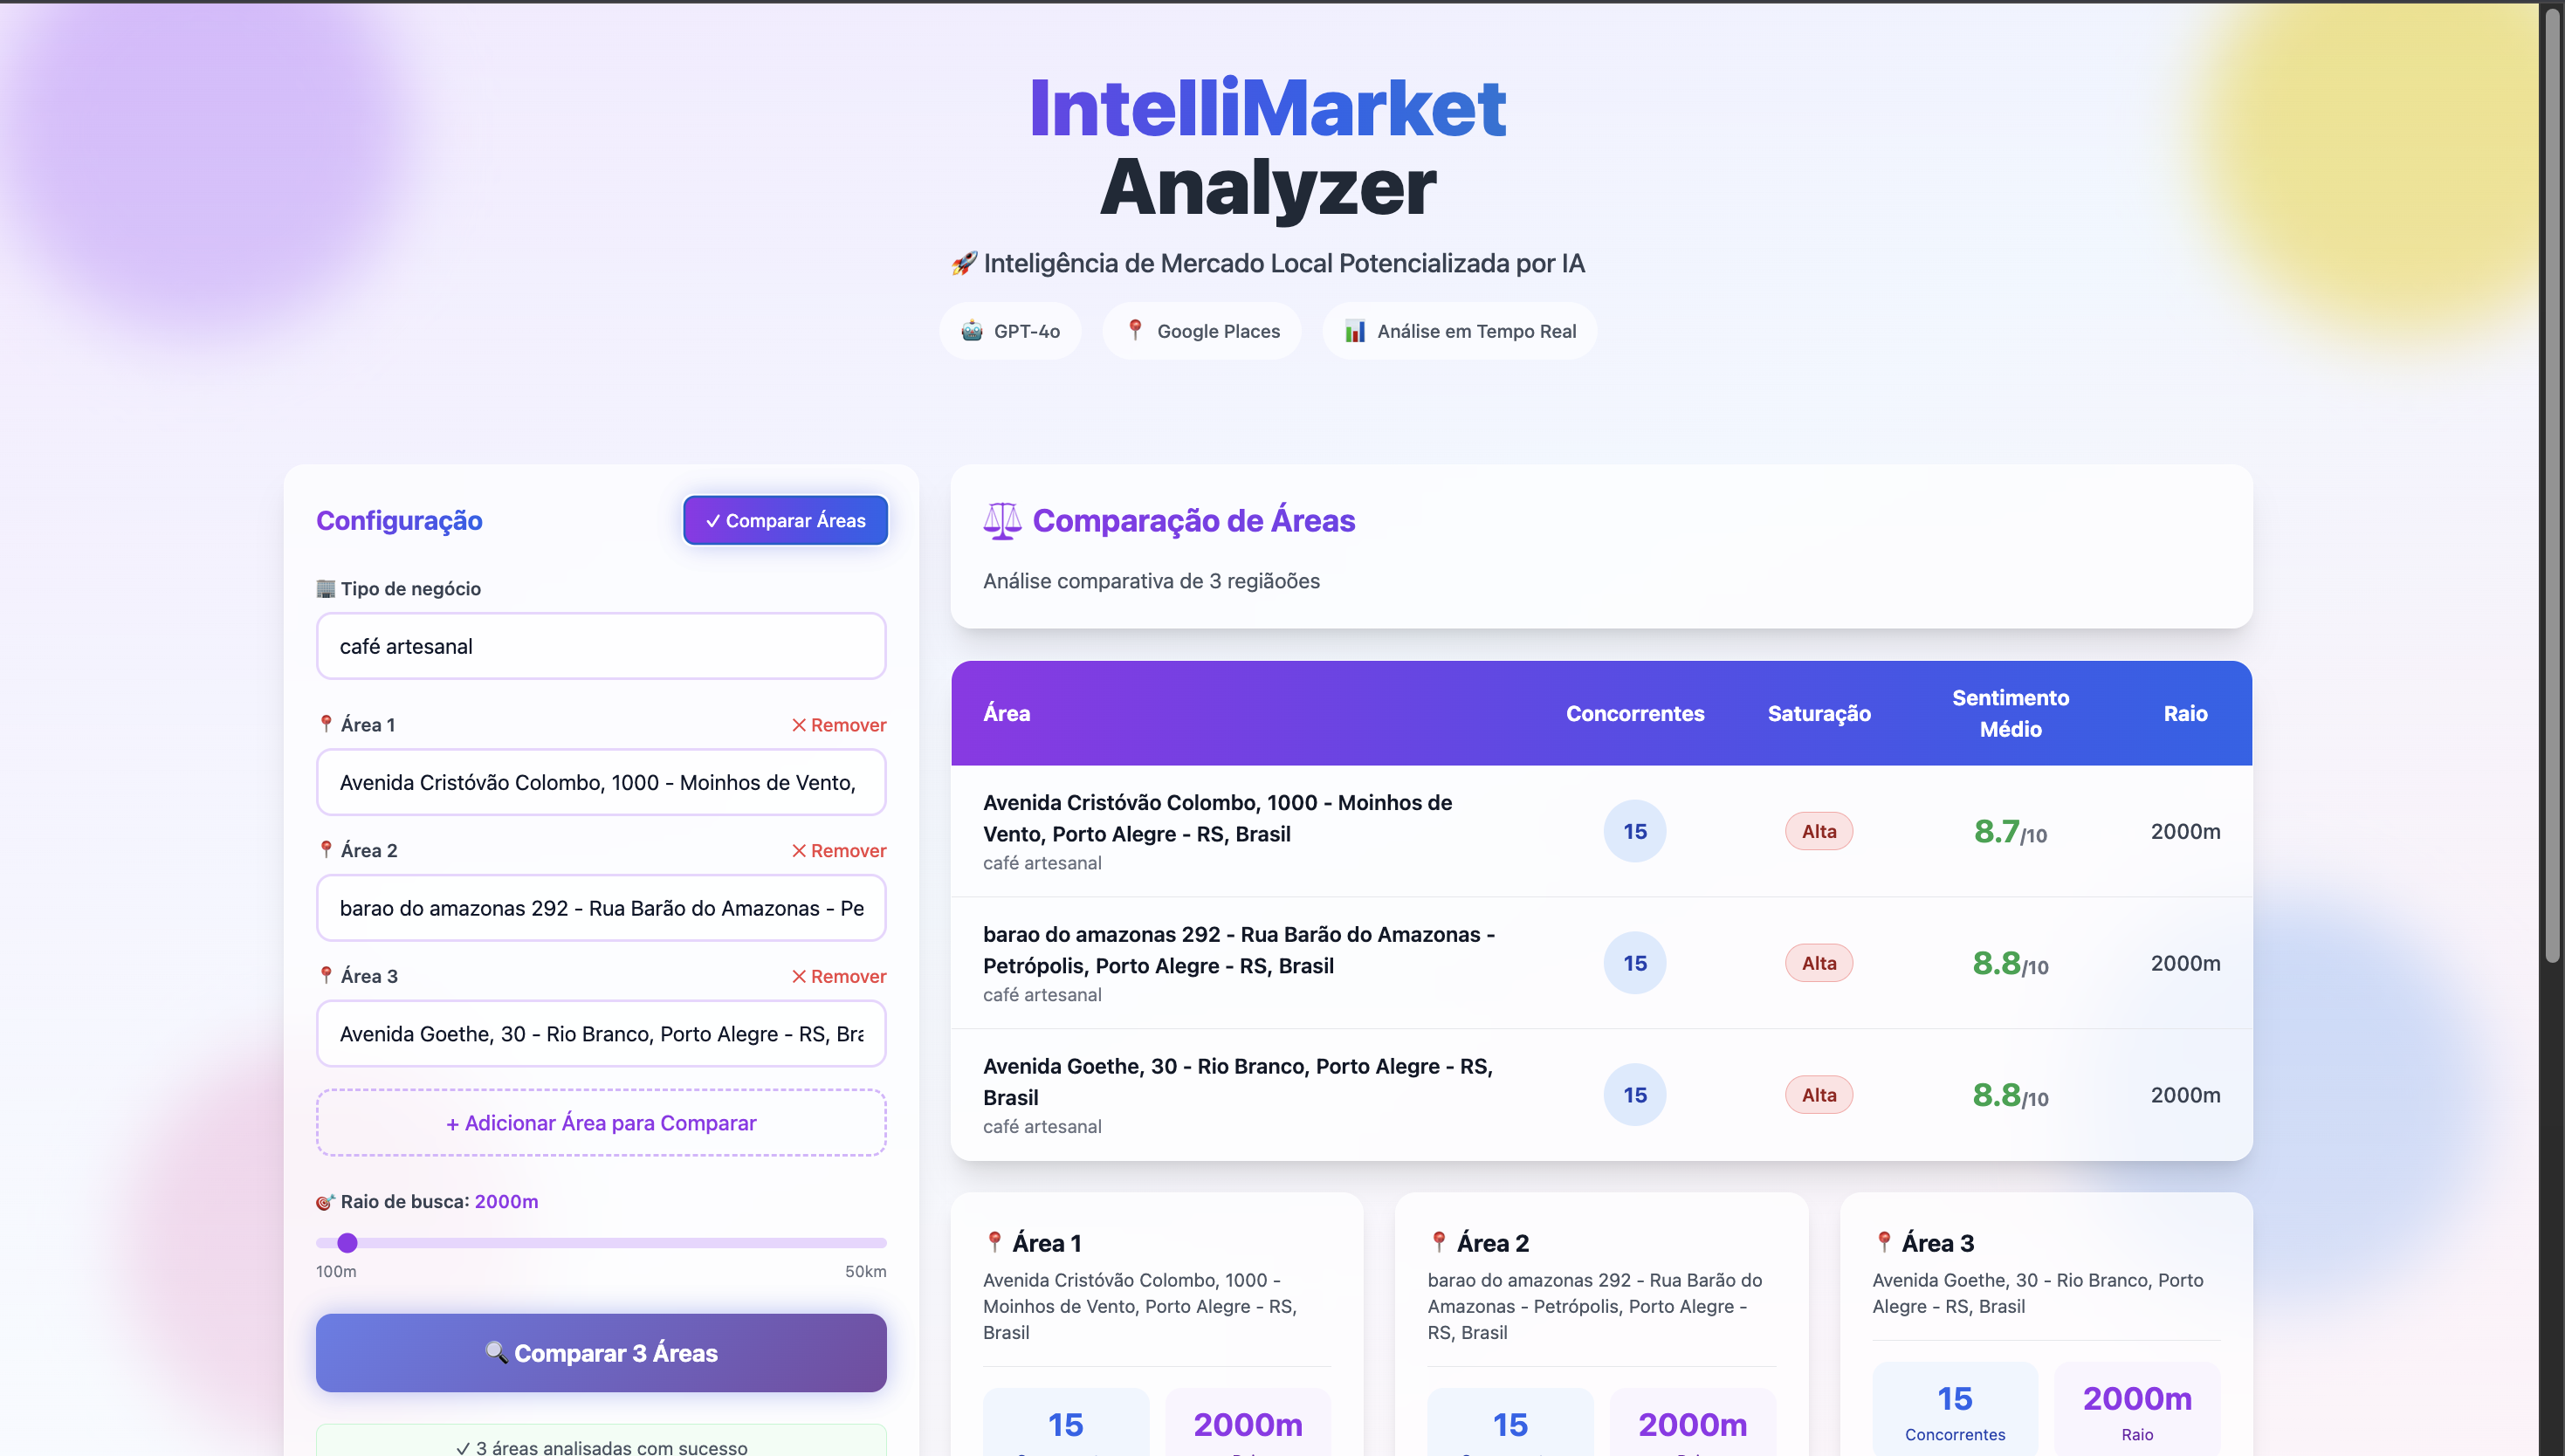 IntelliMarket
Analyzer
🚀 Inteligência de Mercado Local Potencializada por IA
🤖 GPT-4o
📍 Google Places
📊 Análise em Tempo Real
Configuração
✓ Comparar Áreas
🏢 Tipo de negócio
café artesanal
📍 Área 1
✕ Remover
Avenida Cristóvão Colombo, 1000 - Moinhos de Vento,
📍 Área 2
✕ Remover
barao do amazonas 292 - Rua Barão do Amazonas - Pe
📍 Área 3
✕ Remover
Avenida Goethe, 30 - Rio Branco, Porto Alegre - RS, Bra
+ Adicionar Área para Comparar
🎯 Raio de busca: 2000m
100m
50km
🔍 Comparar 3 Áreas
✓ 3 áreas analisadas com sucesso
⚖️ Comparação de Áreas
Análise comparativa de 3 regiãoões
Área
Concorrentes
Saturação
Sentimento
Médio
Raio
Avenida Cristóvão Colombo, 1000 - Moinhos de
Vento, Porto Alegre - RS, Brasil
café artesanal
15
Alta
8.7/10
2000m
barao do amazonas 292 - Rua Barão do Amazonas -
Petrópolis, Porto Alegre - RS, Brasil
café artesanal
15
Alta
8.8/10
2000m
Avenida Goethe, 30 - Rio Branco, Porto Alegre - RS,
Brasil
café artesanal
15
Alta
8.8/10
2000m
📍 Área 1
Avenida Cristóvão Colombo, 1000 -
Moinhos de Vento, Porto Alegre - RS,
Brasil
15
2000m
📍 Área 2
barao do amazonas 292 - Rua Barão do
Amazonas - Petrópolis, Porto Alegre -
RS, Brasil
15
2000m
📍 Área 3
Avenida Goethe, 30 - Rio Branco, Porto
Alegre - RS, Brasil
15
Concorrentes
2000m
Raio